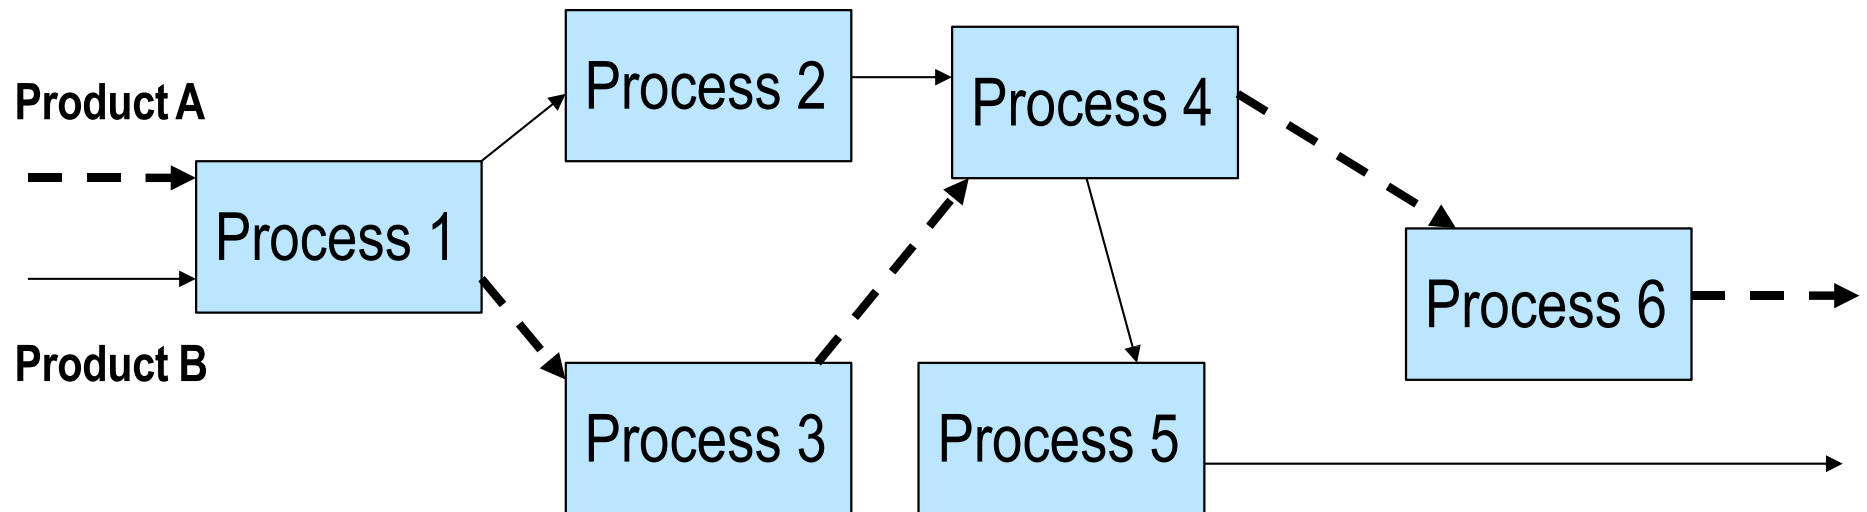 Product A
Process 1
Product B
Process 2
Process 3
Process 4
Process 5
Process 6